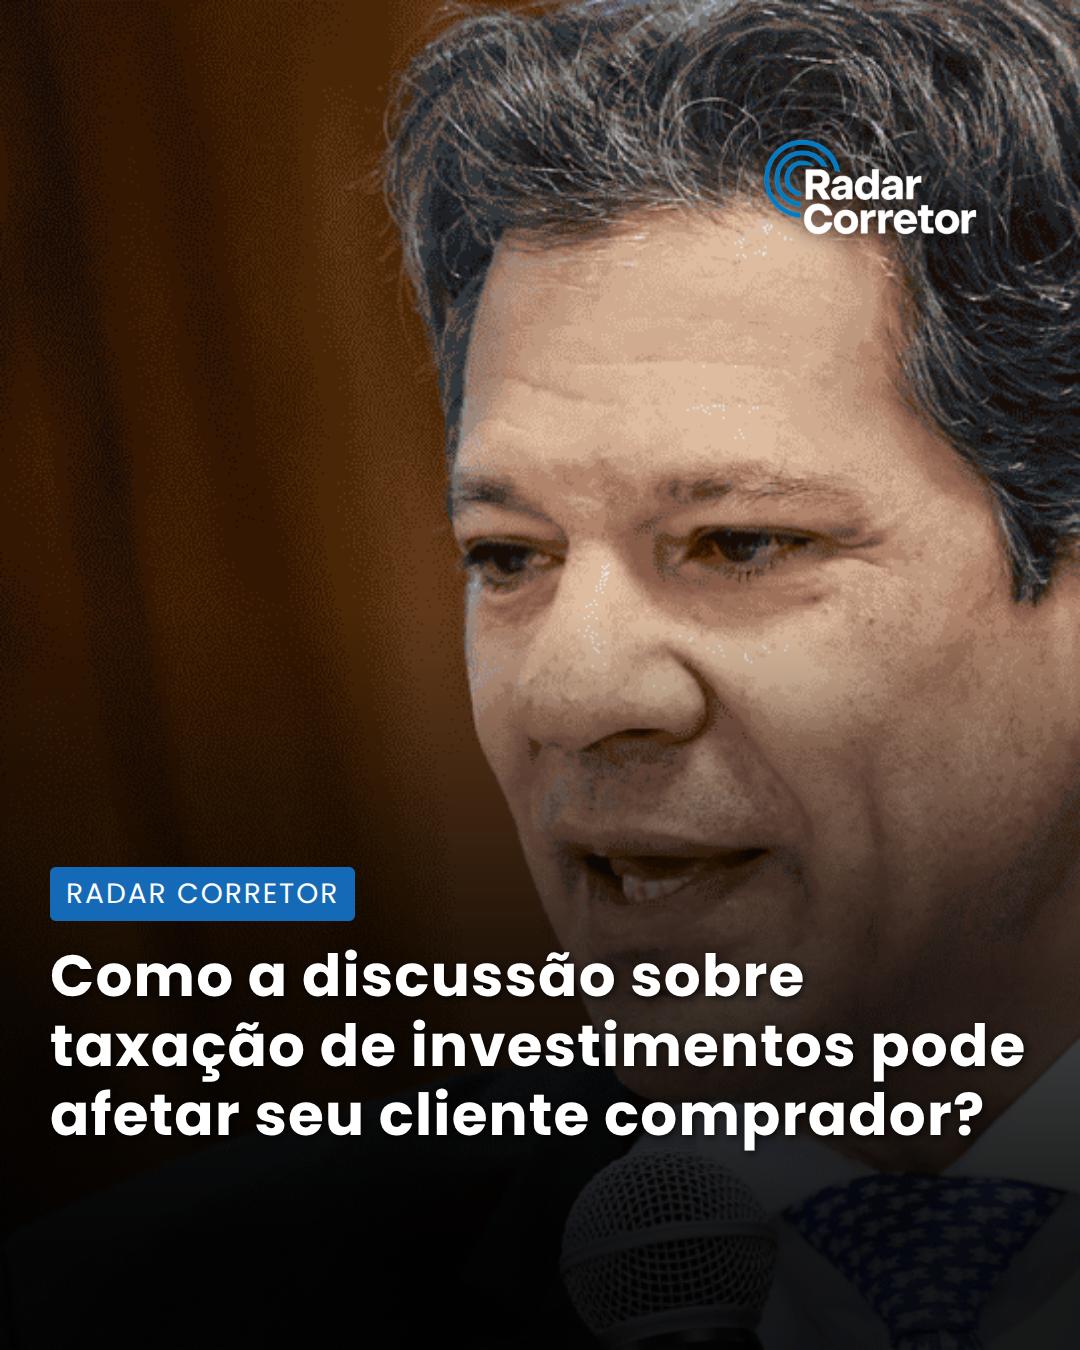 Radar
Corretor
RADAR CORRETOR
Como a discussão sobre
taxação de investimentos pode
afetar seu cliente comprador?